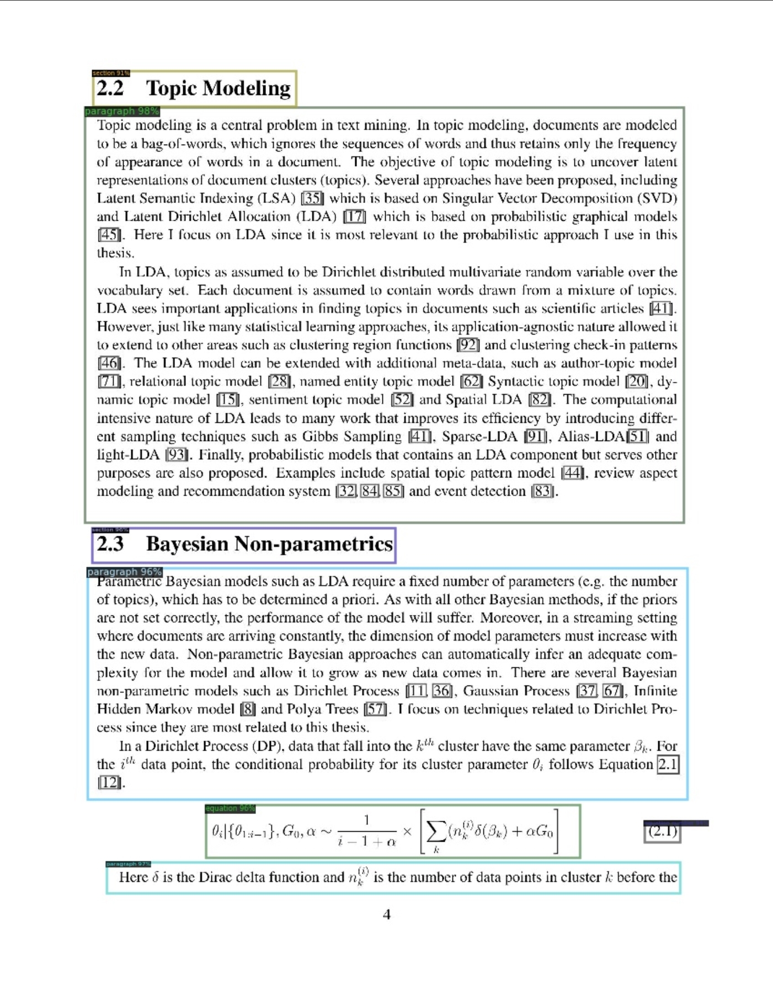 section 91%
2.2 Topic Modeling
paragraph 98%
Topic modeling is a central problem in text mining. In topic modeling, documents are modeled
to be a bag-of-words, which ignores the sequences of words and thus retains only the frequency
of appearance of words in a document. The objective of topic modeling is to uncover latent
representations of document clusters (topics). Several approaches have been proposed, including
Latent Semantic Indexing (LSA) [35] which is based on Singular Vector Decomposition (SVD)
and Latent Dirichlet Allocation (LDA) [17] which is based on probabilistic graphical models
[45]. Here I focus on LDA since it is most relevant to the probabilistic approach I use in this
thesis.
In LDA, topics as assumed to be Dirichlet distributed multivariate random variable over the
vocabulary set. Each document is assumed to contain words drawn from a mixture of topics.
LDA sees important applications in finding topics in documents such as scientific articles [41].
However, just like many statistical learning approaches, its application-agnostic nature allowed it
to extend to other areas such as clustering region functions [92] and clustering check-in patterns
[46]. The LDA model can be extended with additional meta-data, such as author-topic model
[71], relational topic model [28], named entity topic model [62] Syntactic topic model [20], dy-
namic topic model [15], sentiment topic model [52] and Spatial LDA [82]. The computational
intensive nature of LDA leads to many work that improves its efficiency by introducing differ-
ent sampling techniques such as Gibbs Sampling [41], Sparse-LDA [91], Alias-LDA[51] and
light-LDA [93]. Finally, probabilistic models that contains an LDA component but serves other
purposes are also proposed. Examples include spatial topic pattern model [44], review aspect
modeling and recommendation system [32, 84, 85] and event detection [83].
section 96%
2.3 Bayesian Non-parametrics
paragraph 96%
Parametric Bayesian models such as LDA require a fixed number of parameters (e.g. the number
of topics), which has to be determined a priori. As with all other Bayesian methods, if the priors
are not set correctly, the performance of the model will suffer. Moreover, in a streaming setting
where documents are arriving constantly, the dimension of model parameters must increase with
the new data. Non-parametric Bayesian approaches can automatically infer an adequate com-
plexity for the model and allow it to grow as new data comes in. There are several Bayesian
non-parametric models such as Dirichlet Process [11, 36], Gaussian Process [37, 67], Infinite
Hidden Markov model [8] and Polya Trees [57]. I focus on techniques related to Dirichlet Pro-
cess since they are most related to this thesis.
In a Dirichlet Process (DP), data that fall into the k^{th} cluster have the same parameter β_k. For
the i^{th} data point, the conditional probability for its cluster parameter θ_i follows Equation 2.1
[12].
equation 96%
θ_i|{θ_{1:i−1}}, G_0, α ∼ \frac{1}{i − 1 + α} × [∑_k (n_k^{(i)} δ(β_k) + αG_0] (2.1)
paragraph 97%
Here δ is the Dirac delta function and n_k^{(i)} is the number of data points in cluster k before the
4